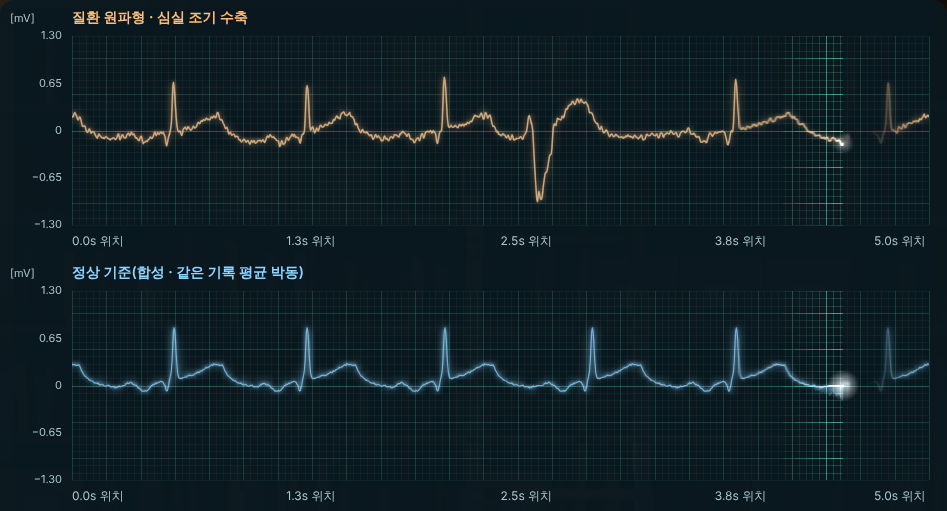 [mV]
질환 원파형 · 심실 조기 수축
1.30
0.65
0
−0.65
−1.30
0.0s 위치
1.3s 위치
2.5s 위치
3.8s 위치
5.0s 위치
[mV]
정상 기준(합성 · 같은 기록 평균 박동)
1.30
0.65
0
−0.65
−1.30
0.0s 위치
1.3s 위치
2.5s 위치
3.8s 위치
5.0s 위치